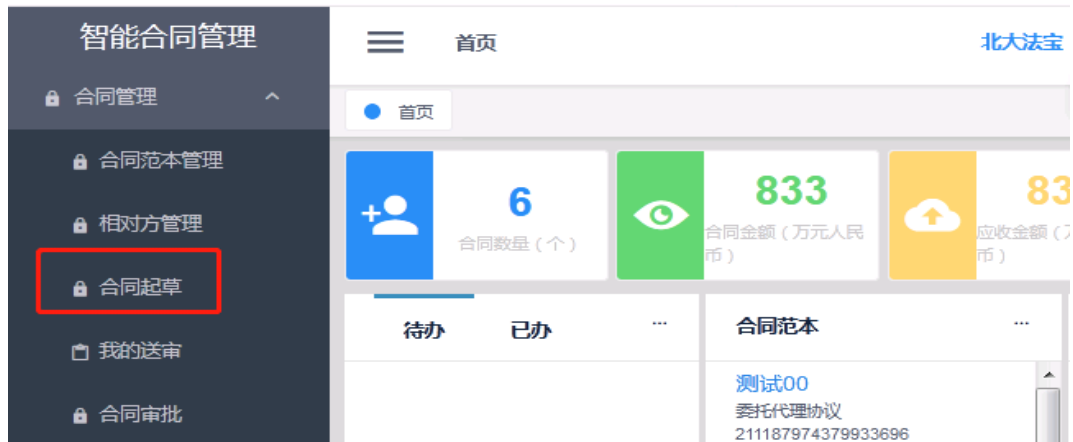 智能合同管理
首页
北大法宝
合同管理
首页
合同范本管理
相对方管理
合同起草
我的送审
合同审批
6
合同数量（个）
833
合同金额（万元人民
币）
83
应收金额（
币）
待办
已办
...
合同范本
...
测试00
委托代理协议
211187974379933696